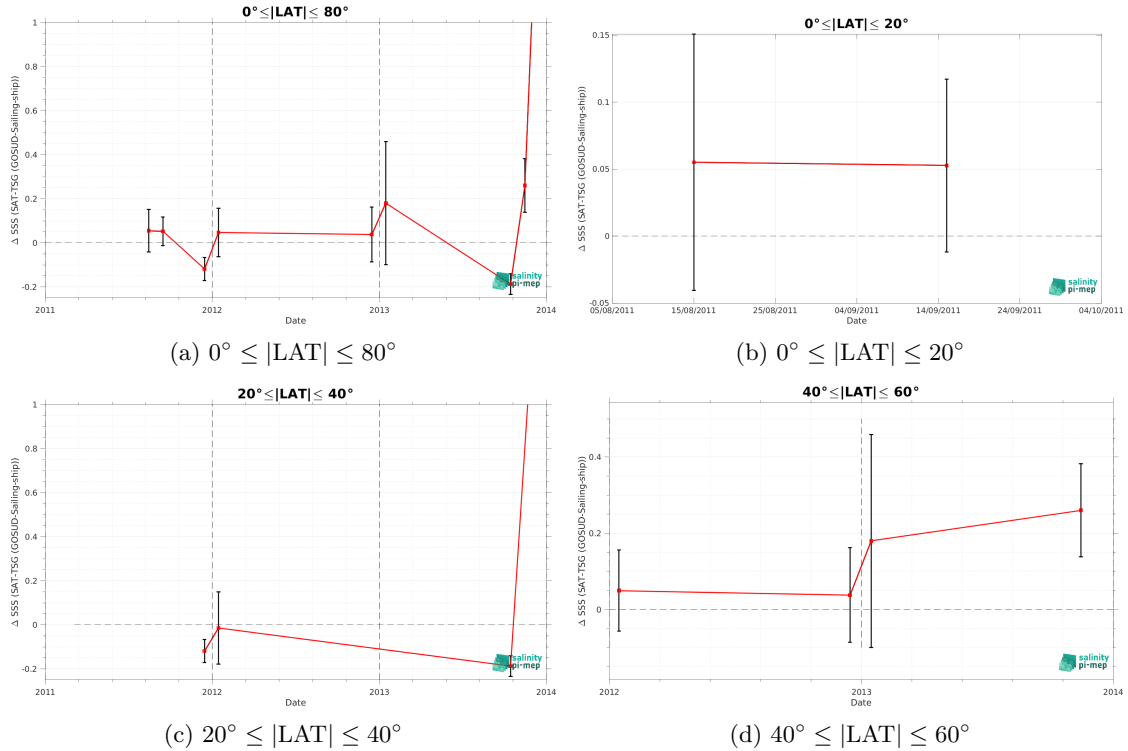 0°≤|LAT|≤ 80°
Δ SSS (SAT-TSG (GOSUD-Sailing-ship))
1
0.8
0.6
0.4
0.2
0
-0.2
2011
2012
2013
2014
Date
salinity
pi-mep
(a) 0° ≤ |LAT| ≤ 80°
0°≤|LAT|≤ 20°
Δ SSS (SAT-TSG (GOSUD-Sailing-ship))
0.15
0.1
0.05
0
-0.05
05/08/2011
15/08/2011
25/08/2011
04/09/2011
14/09/2011
24/09/2011
04/10/2011
Date
salinity
pi-mep
(b) 0° ≤ |LAT| ≤ 20°
20°≤|LAT|≤ 40°
Δ SSS (SAT-TSG (GOSUD-Sailing-ship))
1
0.8
0.6
0.4
0.2
0
-0.2
2011
2012
2013
2014
Date
salinity
pi-mep
(c) 20° ≤ |LAT| ≤ 40°
40°≤|LAT|≤ 60°
Δ SSS (SAT-TSG (GOSUD-Sailing-ship))
0.4
0.2
0
2012
2013
2014
Date
salinity
pi-mep
(d) 40° ≤ |LAT| ≤ 60°